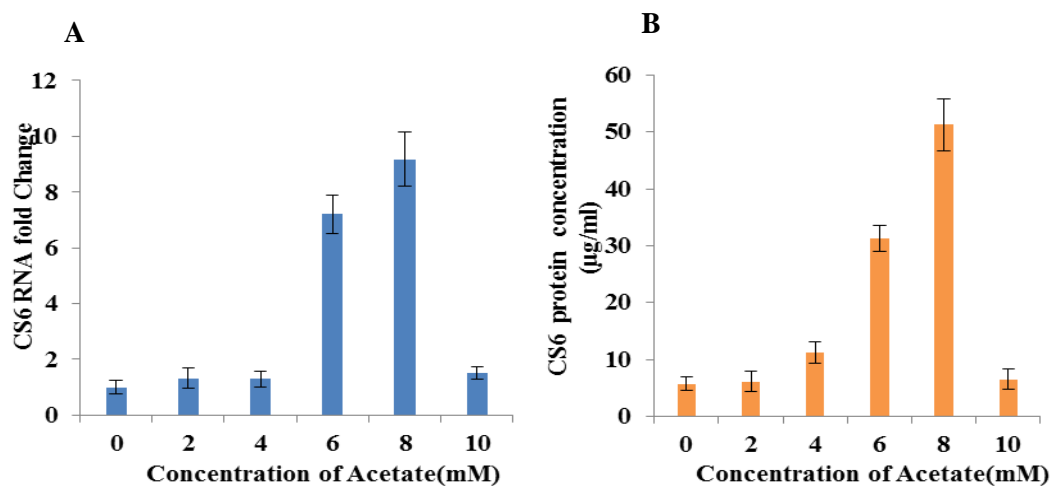 A
CS6 RNA fold Change
12
10
8
6
4
2
0
0 2 4 6 8 10
Concentration of Acetate(mM)
B
CS6 protein concentration
(µg/ml)
60
50
40
30
20
10
0
0 2 4 6 8 10
Concentration of Acetate(mM)